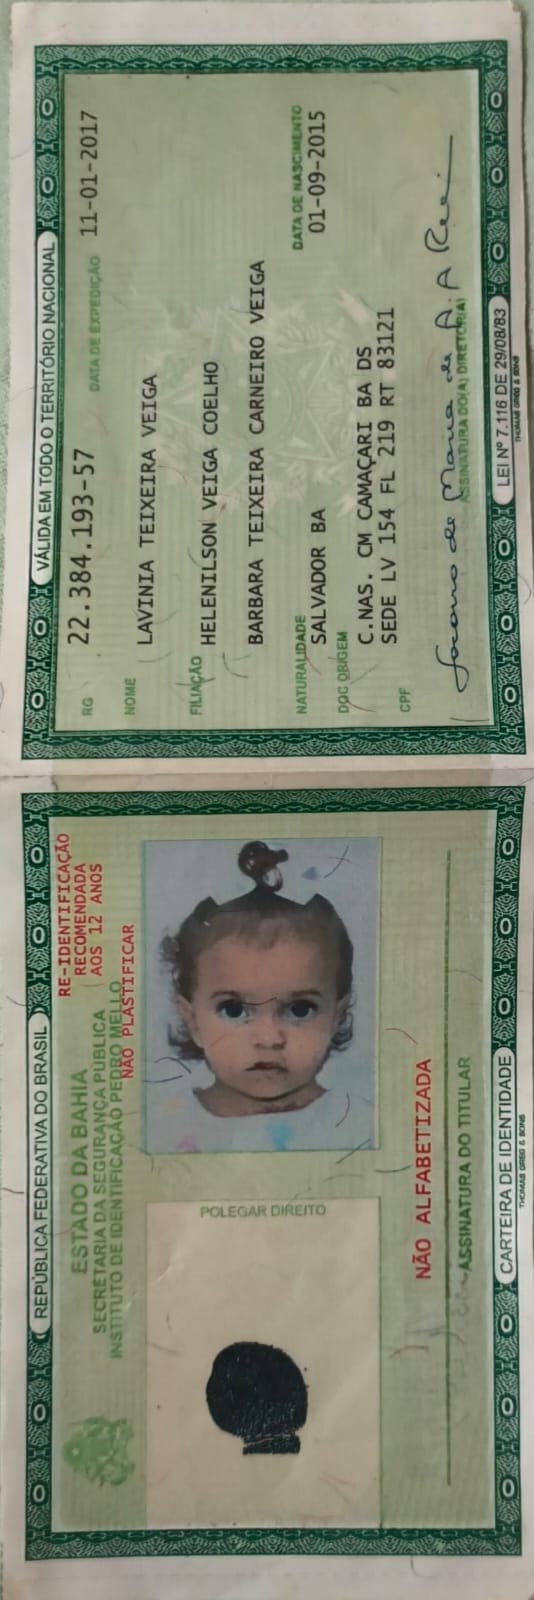 VÁLIDA EM TODO O TERRITÓRIO NACIONAL
RG 22.384.193-57 DATA DE EXPEDIÇÃO 11-01-2017
NOME LAVINIA TEIXEIRA VEIGA
FILIAÇÃO HELENILSON VEIGA COELHO
BARBARA TEIXEIRA CARNEIRO VEIGA
NATURALIDADE DATA DE NASCIMENTO
SALVADOR BA 01-09-2015
DOC ORIGEM C.NAS. CM CAMAÇARI BA DS
SEDE LV 154 FL 219 RT 83121
CPF
ASSINATURA DO(A) DIRETOR(A)
LEI Nº 7.116 DE 29/08/83
THOMAS GREG & SONS
REPÚBLICA FEDERATIVA DO BRASIL
ESTADO DA BAHIA
SECRETARIA DA SEGURANÇA PÚBLICA
INSTITUTO DE IDENTIFICAÇÃO PEDRO MELLO
RE-IDENTIFICAÇÃO
RECOMENDADA
AOS 12 ANOS
NÃO PLASTIFICAR
POLEGAR DIREITO
NÃO ALFABETIZADA
ASSINATURA DO TITULAR
CARTEIRA DE IDENTIDADE
THOMAS GREG & SONS